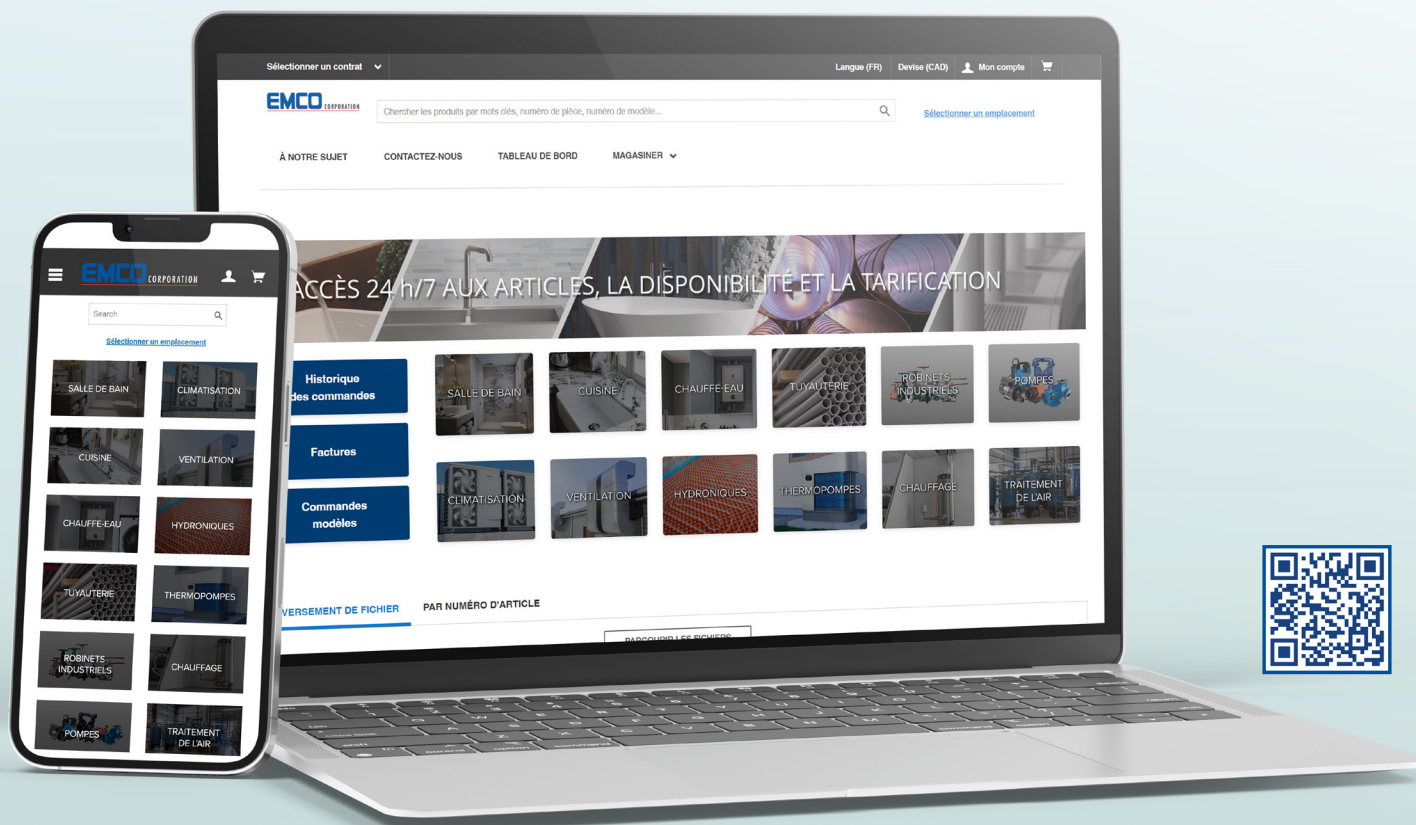 Sélectionner un contrat
Langue (FR)
Devise (CAD)
Mon compte
EMCO CORPORATION
Chercher les produits par mots clés, numéro de pièce, numéro de modèle...
Sélectionner un emplacement
À NOTRE SUJET
CONTACTEZ-NOUS
TABLEAU DE BORD
MAGASINER
ACCÈS 24 h/7 AUX ARTICLES, LA DISPONIBILITÉ ET LA TARIFICATION
Historique
des commandes
Factures
Commandes
modèles
SALLE DE BAIN
CUISINE
CHAUFFE-EAU
TUYAUTERIE
ROBINETS
INDUSTRIELS
POMPES
CLIMATISATION
VENTILATION
HYDRONIQUES
THERMOPOMPES
CHAUFFAGE
TRAITEMENT
DE L'AIR
VERSEMENT DE FICHIER
PAR NUMÉRO D'ARTICLE
PARCOURIR LES FICHIERS
EMCO CORPORATION
Search
Sélectionner un emplacement
SALLE DE BAIN
CLIMATISATION
CUISINE
VENTILATION
CHAUFFE-EAU
HYDRONIQUES
TUYAUTERIE
THERMOPOMPES
ROBINETS
INDUSTRIELS
CHAUFFAGE
POMPES
TRAITEMENT
DE L'AIR
option
command